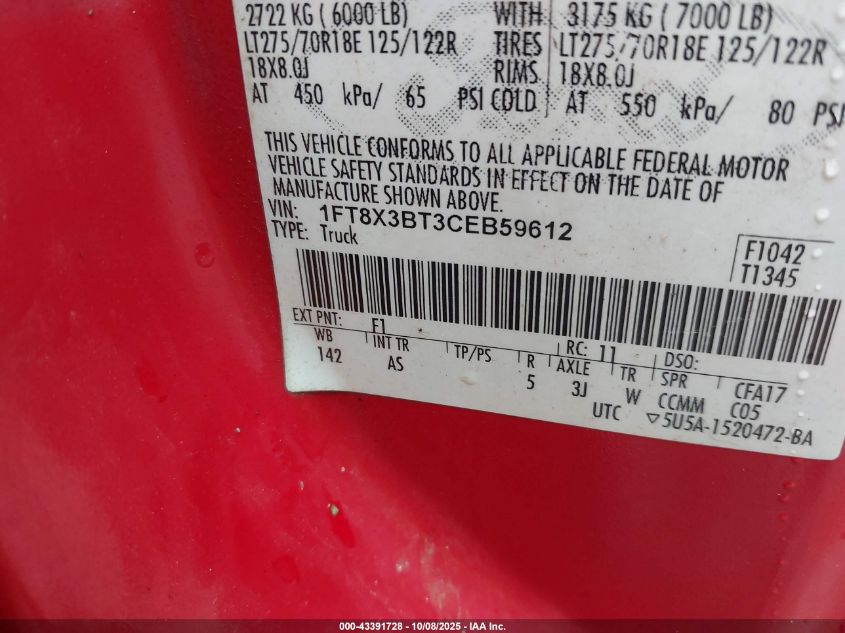 2722 KG ( 6000 LB) WITH 3175 KG ( 7000 LB)
LT275/70R18E 125/122R TIRES LT275/70R18E 125/122R
18X8.0J RIMS 18X8.0J
AT 450 kPa/ 65 PSI COLD AT 550 kPa/ 80 PSI
THIS VEHICLE CONFORMS TO ALL APPLICABLE FEDERAL MOTOR
VEHICLE SAFETY STANDARDS IN EFFECT ON THE DATE OF
MANUFACTURE SHOWN ABOVE.
VIN: 1FT8X3BT3CEB59612
TYPE: Truck
F1042
T1345
EXT PNT: F1 RC: 11 DSO:
WB INT TR TP/PS R AXLE TR SPR CFA17
142 AS 5 3J W CCMM C05
UTC ▽5U5A-1520472-BA
000-43391728 - 10/08/2025 - IAA Inc.